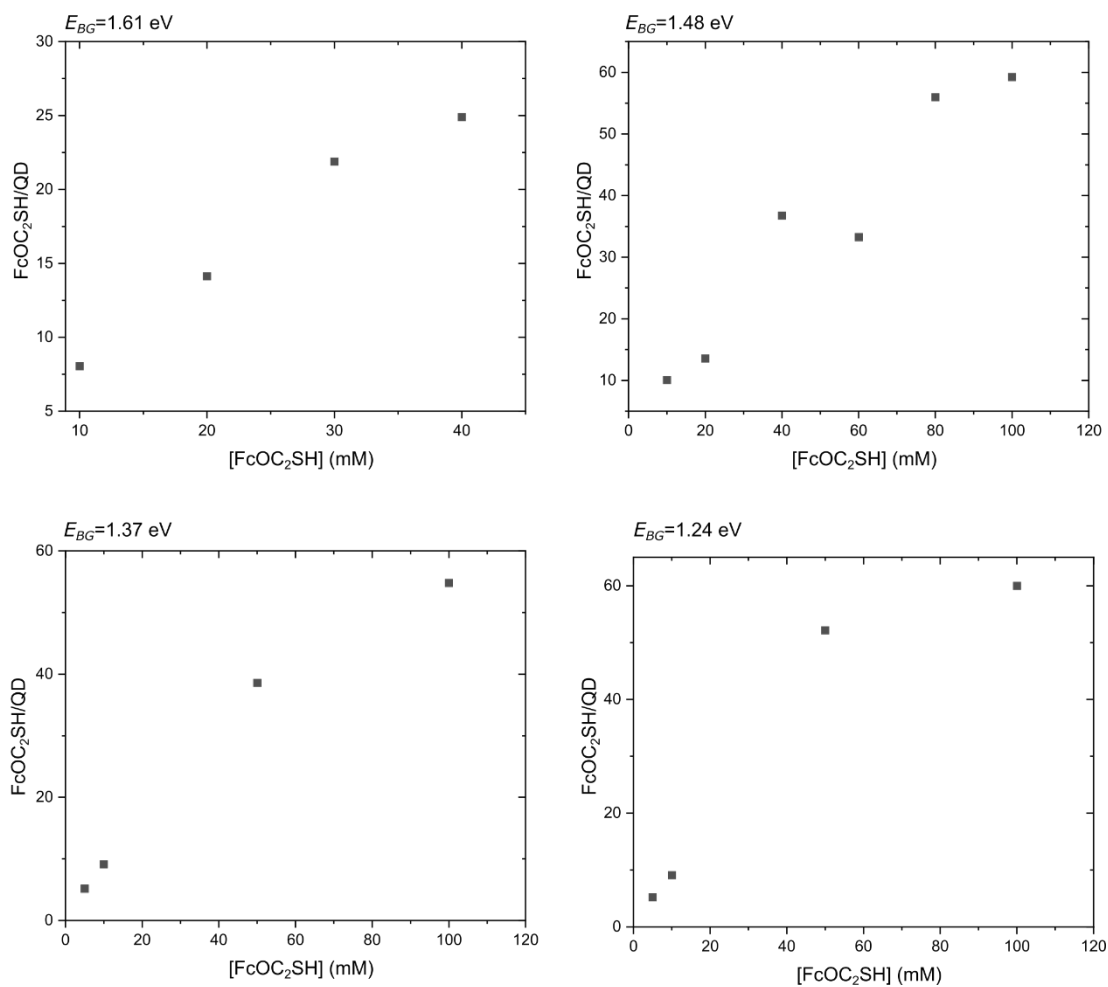 E_BG=1.61 eV
30
25
20
15
10
5
10 20 30 40
FcOC₂SH/QD
[FcOC₂SH] (mM)
E_BG=1.48 eV
60
50
40
30
20
10
0 20 40 60 80 100 120
FcOC₂SH/QD
[FcOC₂SH] (mM)
E_BG=1.37 eV
60
40
20
0
0 20 40 60 80 100 120
FcOC₂SH/QD
[FcOC₂SH] (mM)
E_BG=1.24 eV
60
40
20
0
0 20 40 60 80 100 120
FcOC₂SH/QD
[FcOC₂SH] (mM)